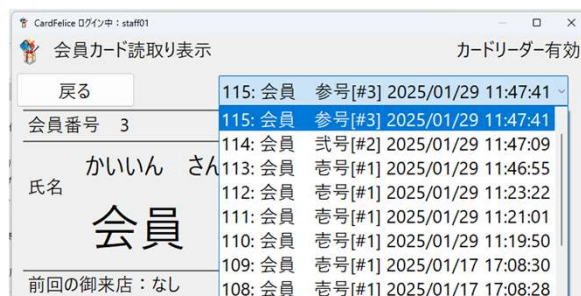 CardFelice ログイン中：staff01
会員カード読取り表示
カードリーダー有効
戻る
115: 会員　参号[#3] 2025/01/29 11:47:41
会員番号　3
115: 会員　参号[#3] 2025/01/29 11:47:41
114: 会員　弐号[#2] 2025/01/29 11:47:09
かいいん　さん
113: 会員　壱号[#1] 2025/01/29 11:46:55
氏名
112: 会員　壱号[#1] 2025/01/29 11:23:22
会員
111: 会員　壱号[#1] 2025/01/29 11:21:01
110: 会員　壱号[#1] 2025/01/29 11:19:50
109: 会員　壱号[#1] 2025/01/17 17:08:30
前回の御来店：なし
108: 会員　壱号[#1] 2025/01/17 17:08:28